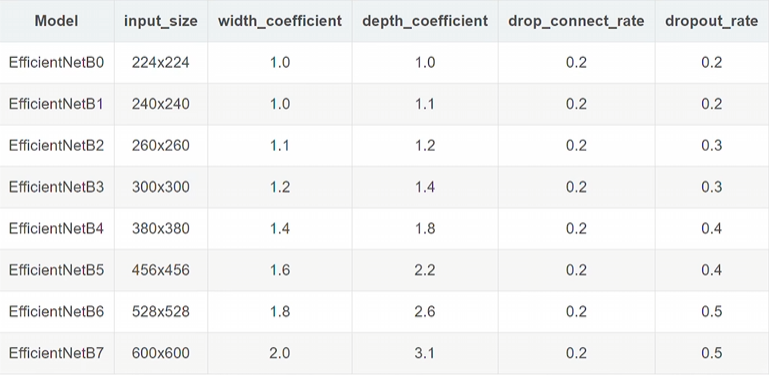 Model input_size width_coefficient depth_coefficient drop_connect_rate dropout_rate
EfficientNetB0 224x224 1.0 1.0 0.2 0.2
EfficientNetB1 240x240 1.0 1.1 0.2 0.2
EfficientNetB2 260x260 1.1 1.2 0.2 0.3
EfficientNetB3 300x300 1.2 1.4 0.2 0.3
EfficientNetB4 380x380 1.4 1.8 0.2 0.4
EfficientNetB5 456x456 1.6 2.2 0.2 0.4
EfficientNetB6 528x528 1.8 2.6 0.2 0.5
EfficientNetB7 600x600 2.0 3.1 0.2 0.5